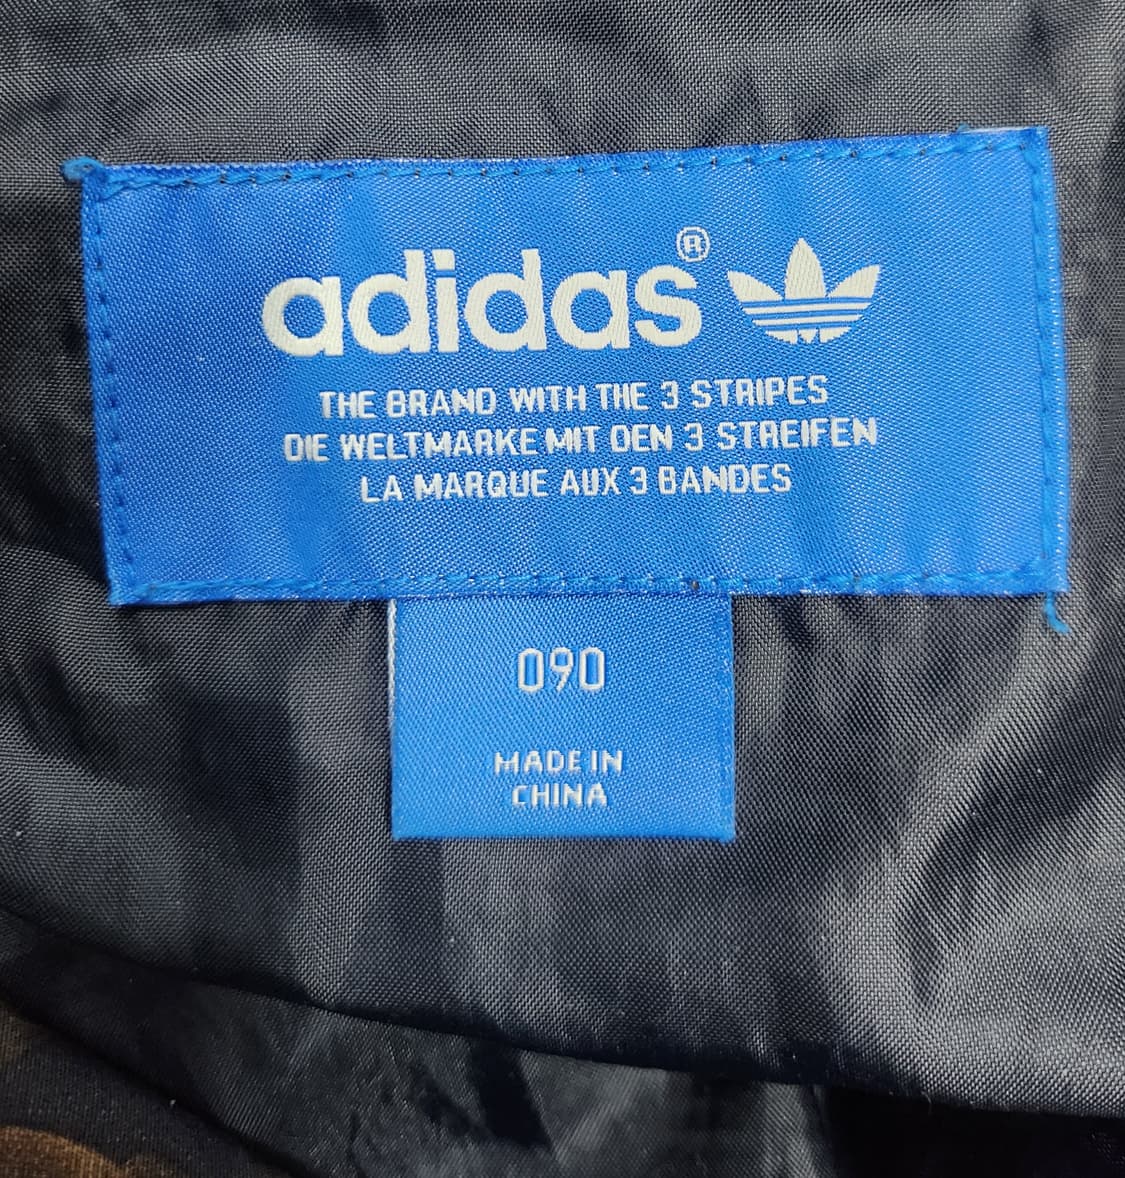 adidas®
THE BRAND WITH THE 3 STRIPES
DIE WELTMARKE MIT DEN 3 STREIFEN
LA MARQUE AUX 3 BANDES
090
MADE IN
CHINA